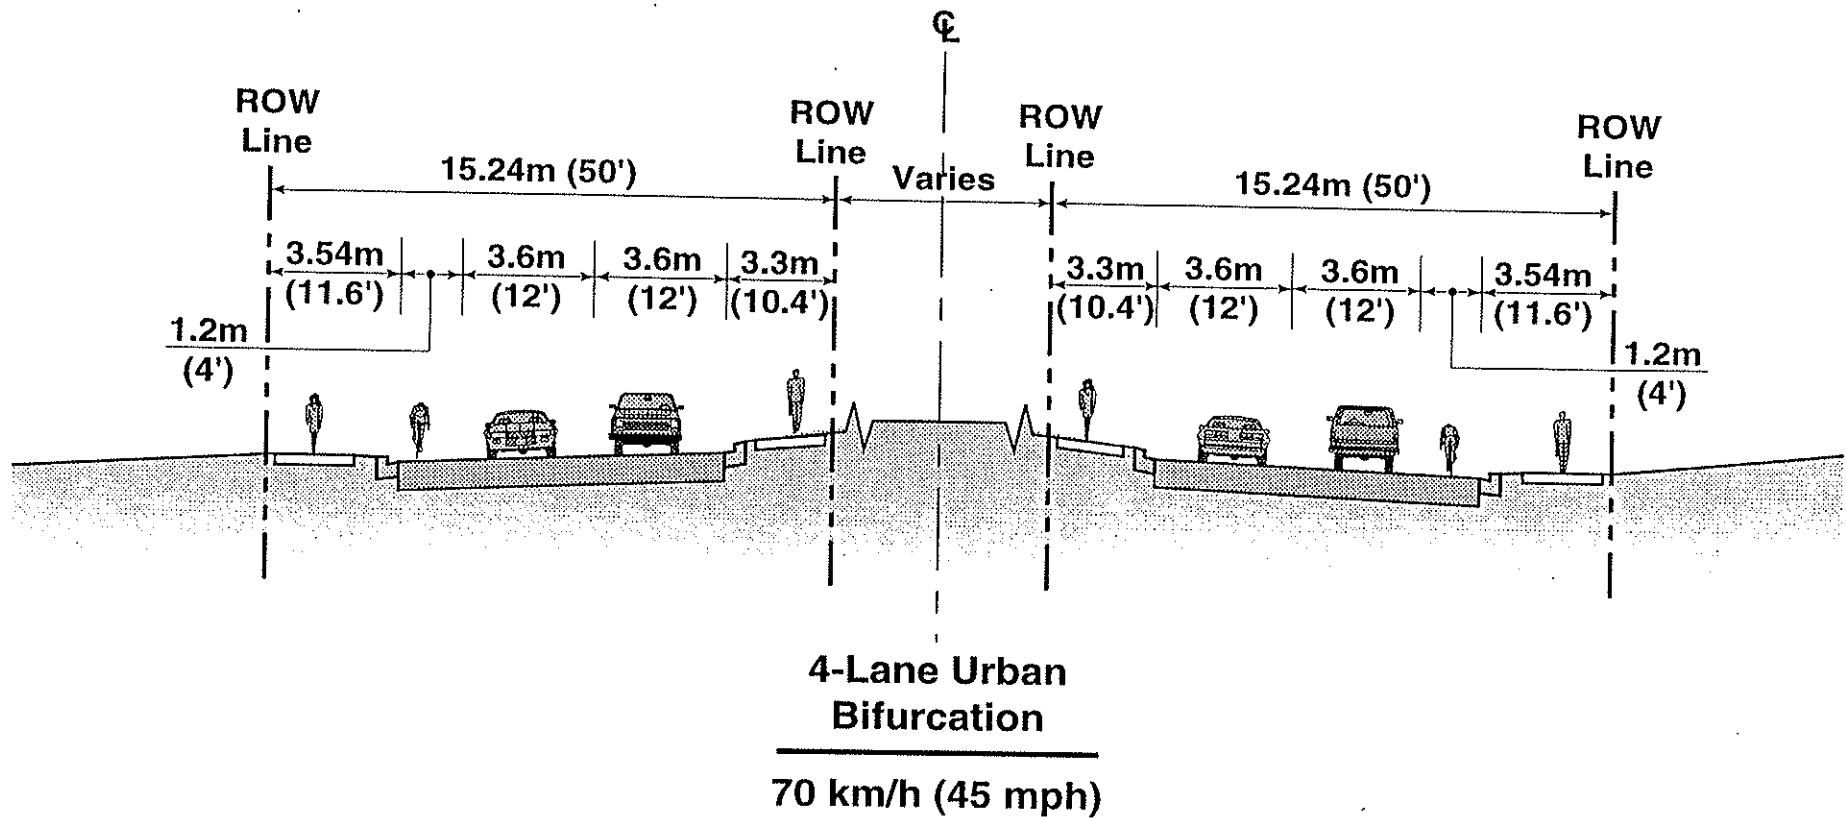 ℄
ROW
Line
ROW
Line
ROW
Line
ROW
Line
15.24m (50')
Varies
15.24m (50')
3.54m
(11.6')
3.6m
(12')
3.6m
(12')
3.3m
(10.4')
3.3m
(10.4')
3.6m
(12')
3.6m
(12')
3.54m
(11.6')
1.2m
(4')
1.2m
(4')
4-Lane Urban
Bifurcation
70 km/h (45 mph)